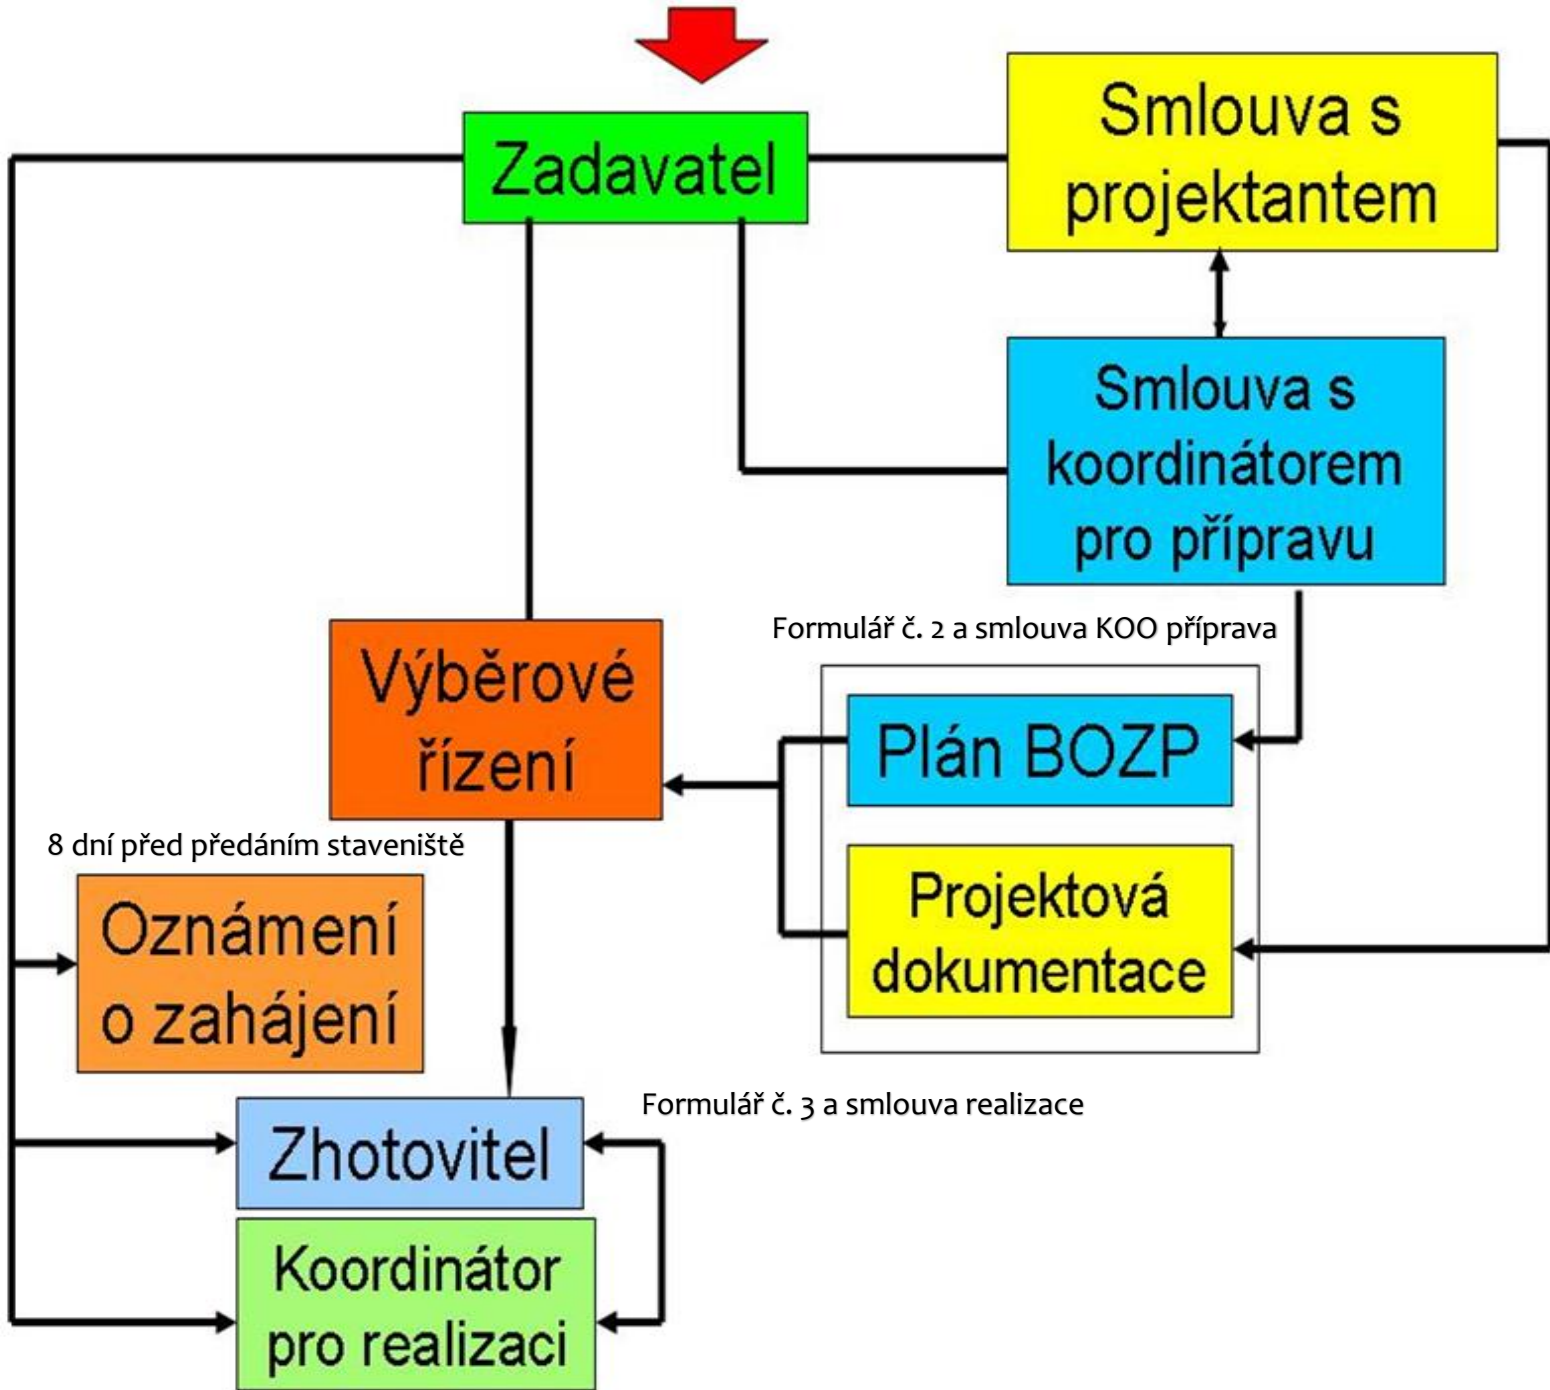 Zadavatel
Smlouva s
projektantem
Smlouva s
koordinátorem
pro přípravu
Formulář č. 2 a smlouva KOO příprava
Výběrové
řízení
Plán BOZP
8 dní před předáním staveniště
Projektová
dokumentace
Oznámení
o zahájení
Formulář č. 3 a smlouva realizace
Zhotovitel
Koordinátor
pro realizaci